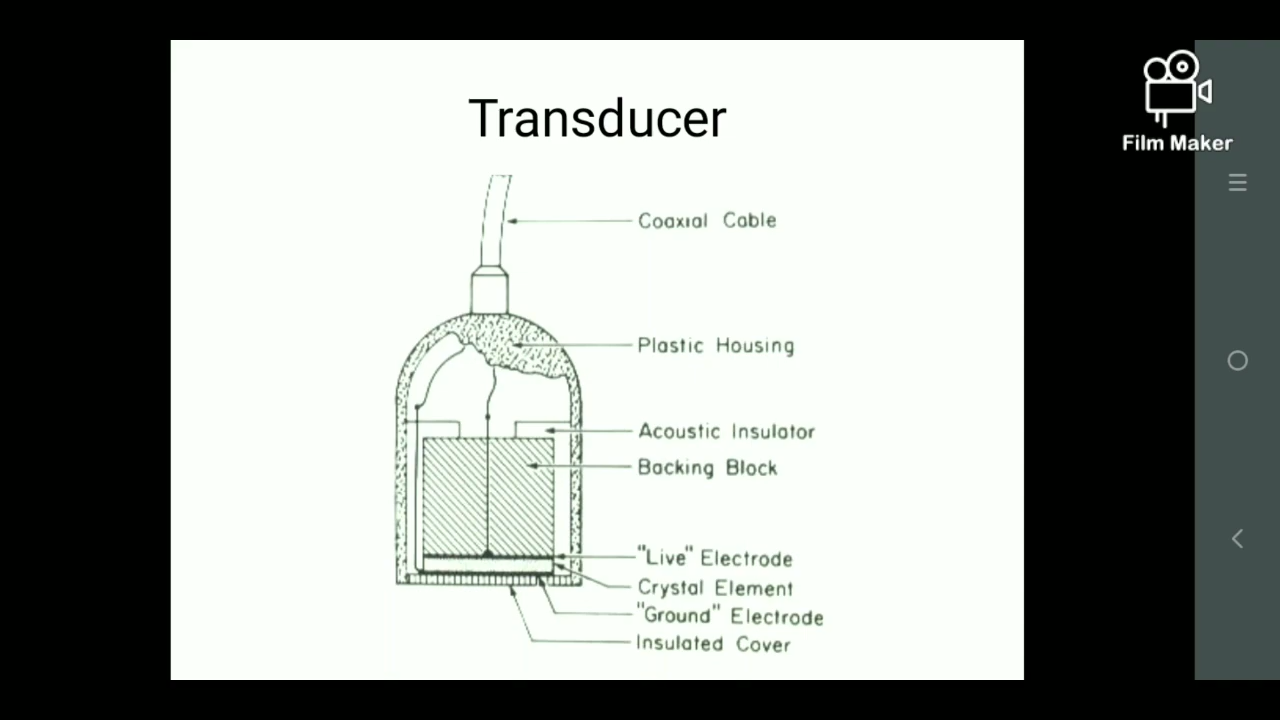 Transducer
Film Maker
Coaxial Cable
Plastic Housing
Acoustic Insulator
Backing Block
"Live" Electrode
Crystal Element
"Ground" Electrode
Insulated Cover